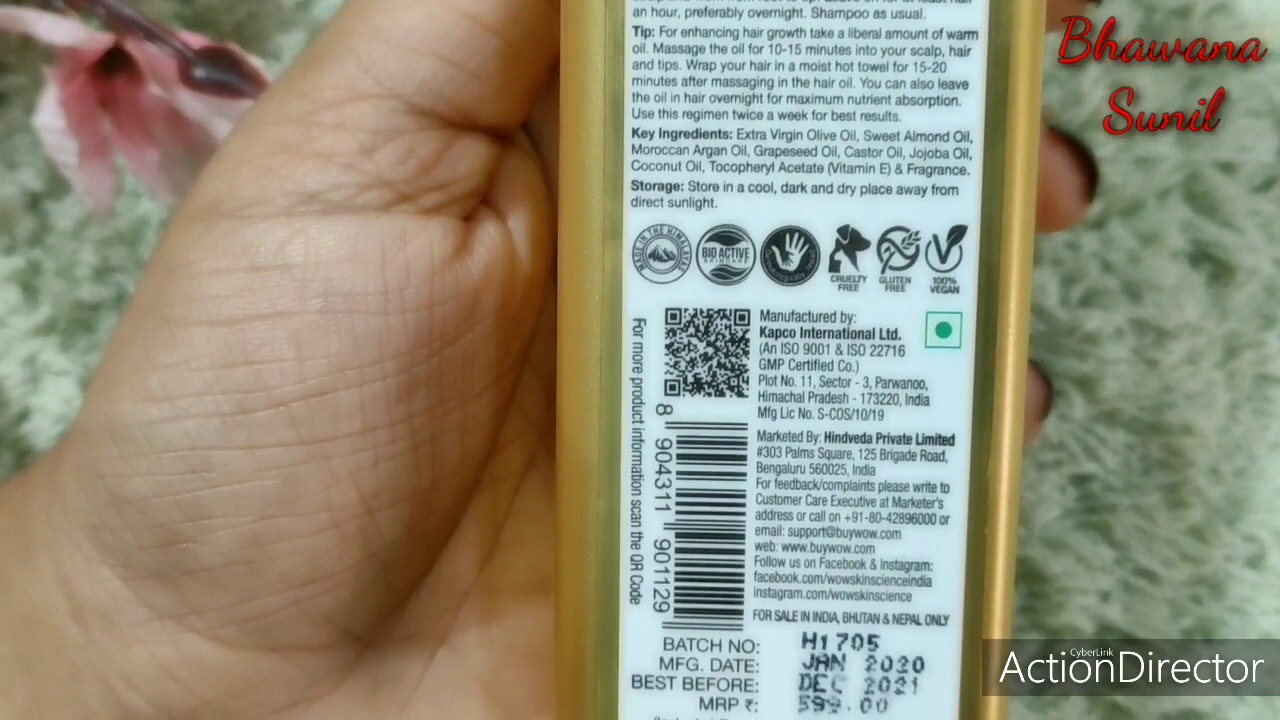 an hour, preferably overnight. Shampoo as usual.
Tip: For enhancing hair growth take a liberal amount of warm
oil. Massage the oil for 10-15 minutes into your scalp, hair
and tips. Wrap your hair in a moist hot towel for 15-20
minutes after massaging in the hair oil. You can also leave
the oil in hair overnight for maximum nutrient absorption.
Use this regimen twice a week for best results.
Key Ingredients: Extra Virgin Olive Oil, Sweet Almond Oil,
Moroccan Argan Oil, Grapeseed Oil, Castor Oil, Jojoba Oil,
Coconut Oil, Tocopheryl Acetate (Vitamin E) & Fragrance.
Storage: Store in a cool, dark and dry place away from
direct sunlight.
MADE IN THE HIMALAYAS
BIO ACTIVE
SKINCARE
CRUELTY
FREE
GLUTEN
FREE
100%
VEGAN
For more product information scan the QR Code
8 904311 901129
Manufactured by:
Kapco International Ltd.
(An ISO 9001 & ISO 22716
GMP Certified Co.)
Plot No. 11, Sector - 3, Parwanoo,
Himachal Pradesh - 173220, India
Mfg Lic No. S-COS/10/19
Marketed By: Hindveda Private Limited
#303 Palms Square, 125 Brigade Road,
Bengaluru 560025, India
For feedback/complaints please write to
Customer Care Executive at Marketer's
address or call on +91-80-42896000 or
email: support@buywow.com
web: www.buywow.com
Follow us on Facebook & Instagram:
facebook.com/wowskinscienceindia
instagram.com/wowskinscience
FOR SALE IN INDIA, BHUTAN & NEPAL ONLY
BATCH NO: H1705
MFG. DATE: JAN 2020
BEST BEFORE: DEC 2021
MRP ₹: 599.00
Bhawana
Sunil
CyberLink
ActionDirector